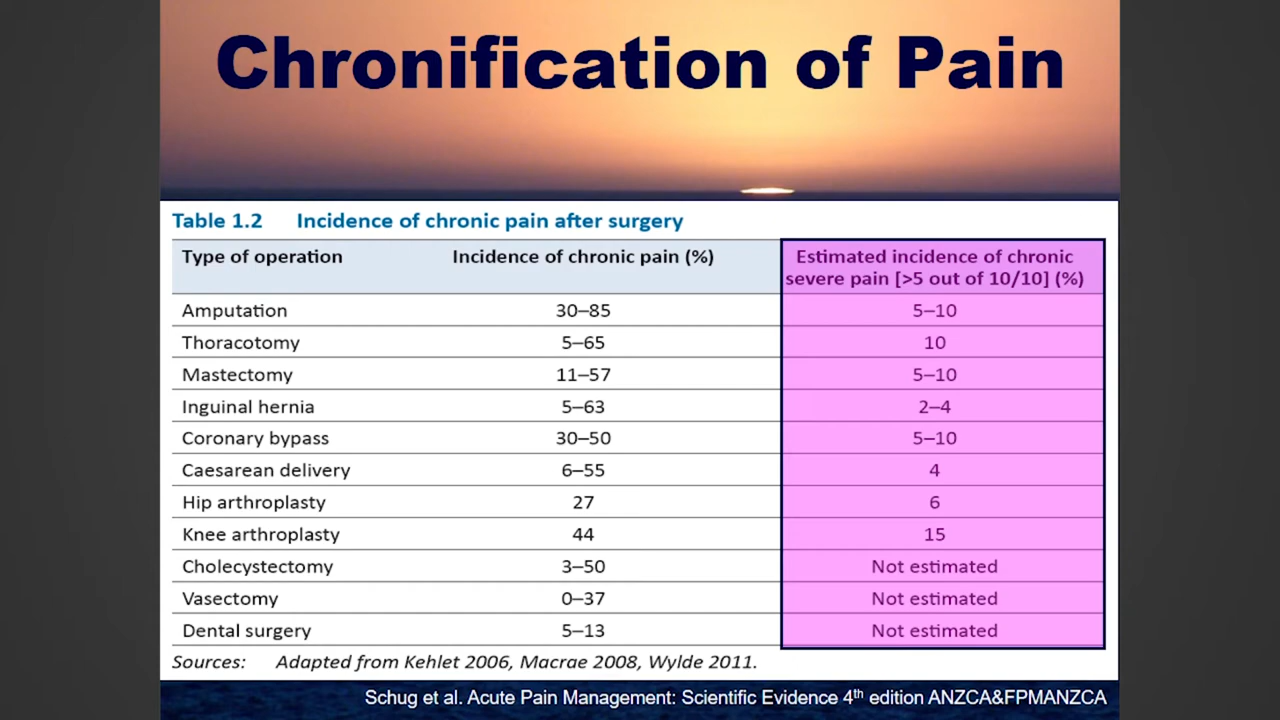 Chronification of Pain
Table 1.2 Incidence of chronic pain after surgery
Type of operation Incidence of chronic pain (%) Estimated incidence of chronic
severe pain [>5 out of 10/10] (%)
Amputation 30–85 5–10
Thoracotomy 5–65 10
Mastectomy 11–57 5–10
Inguinal hernia 5–63 2–4
Coronary bypass 30–50 5–10
Caesarean delivery 6–55 4
Hip arthroplasty 27 6
Knee arthroplasty 44 15
Cholecystectomy 3–50 Not estimated
Vasectomy 0–37 Not estimated
Dental surgery 5–13 Not estimated
Sources: Adapted from Kehlet 2006, Macrae 2008, Wylde 2011.
Schug et al. Acute Pain Management: Scientific Evidence 4th edition ANZCA&FPMANZCA